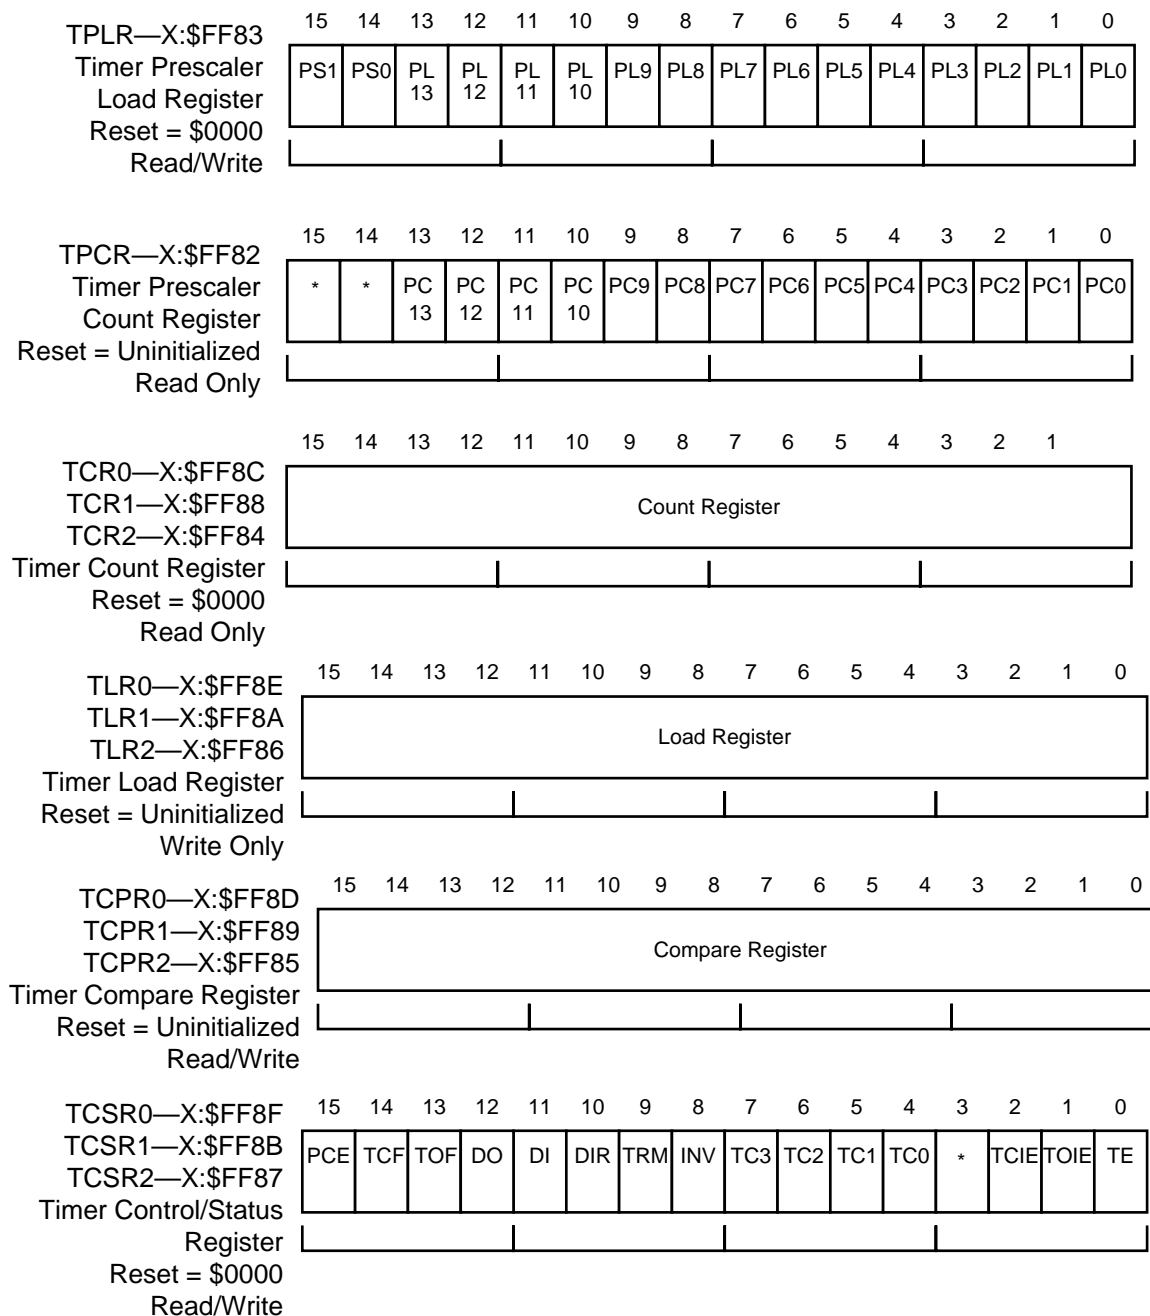 TPLR—X:$FF83
Timer Prescaler
Load Register
Reset = $0000
Read/Write
15 14 13 12 11 10 9 8 7 6 5 4 3 2 1 0
PS1 PS0 PL 13 PL 12 PL 11 PL 10 PL9 PL8 PL7 PL6 PL5 PL4 PL3 PL2 PL1 PL0
TPCR—X:$FF82
Timer Prescaler
Count Register
Reset = Uninitialized
Read Only
15 14 13 12 11 10 9 8 7 6 5 4 3 2 1 0
* * PC 13 PC 12 PC 11 PC 10 PC9 PC8 PC7 PC6 PC5 PC4 PC3 PC2 PC1 PC0
TCR0—X:$FF8C
TCR1—X:$FF88
TCR2—X:$FF84
Timer Count Register
Reset = $0000
Read Only
15 14 13 12 11 10 9 8 7 6 5 4 3 2 1
Count Register
TLR0—X:$FF8E
TLR1—X:$FF8A
TLR2—X:$FF86
Timer Load Register
Reset = Uninitialized
Write Only
15 14 13 12 11 10 9 8 7 6 5 4 3 2 1 0
Load Register
TCPR0—X:$FF8D
TCPR1—X:$FF89
TCPR2—X:$FF85
Timer Compare Register
Reset = Uninitialized
Read/Write
15 14 13 12 11 10 9 8 7 6 5 4 3 2 1 0
Compare Register
TCSR0—X:$FF8F
TCSR1—X:$FF8B
TCSR2—X:$FF87
Timer Control/Status
Register
Reset = $0000
Read/Write
15 14 13 12 11 10 9 8 7 6 5 4 3 2 1 0
PCE TCF TOF DO DI DIR TRM INV TC3 TC2 TC1 TC0 * TCIE TOIE TE